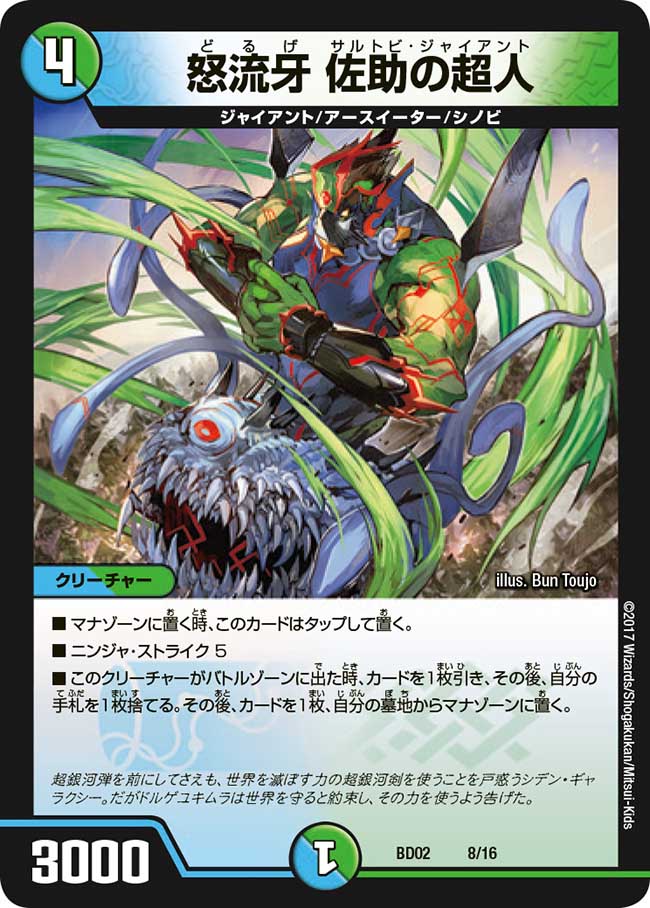 4
どるげ サルトビ・ジャイアント
怒流牙 佐助の超人
ジャイアント/アースイーター/シノビ
クリーチャー
illus. Bun Toujo
■ マナゾーンに置く時、このカードはタップして置く。
■ ニンジャ・ストライク 5
■ このクリーチャーがバトルゾーンに出た時、カードを1枚引き、その後、自分の
手札を1枚捨てる。その後、カードを1枚、自分の墓地からマナゾーンに置く。
超銀河弾を前にしてさえも、世界を滅ぼす力の超銀河剣を使うことを戸惑うシデン・ギャ
ラクシー。だがドルゲユキムラは世界を守ると約束し、その力を使うよう告げた。
©2017 Wizards/Shogakukan/Mitsui-Kids
3000
1
BD02 8/16